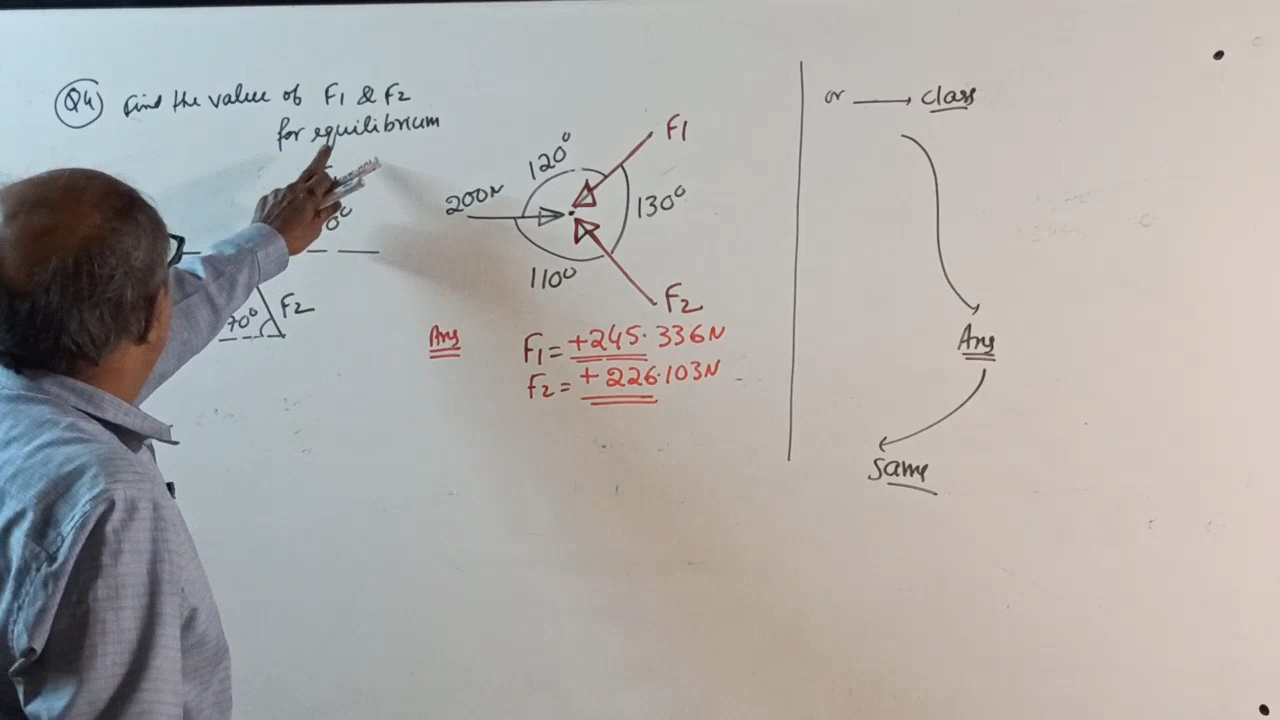 Q4 Find the value of F1 & F2
for equilibrium
F2
70°
120°
F1
200N
130°
110°
F2
Ans
F1 = +245.336N
F2 = +226.103N
or → class
Ans
Same